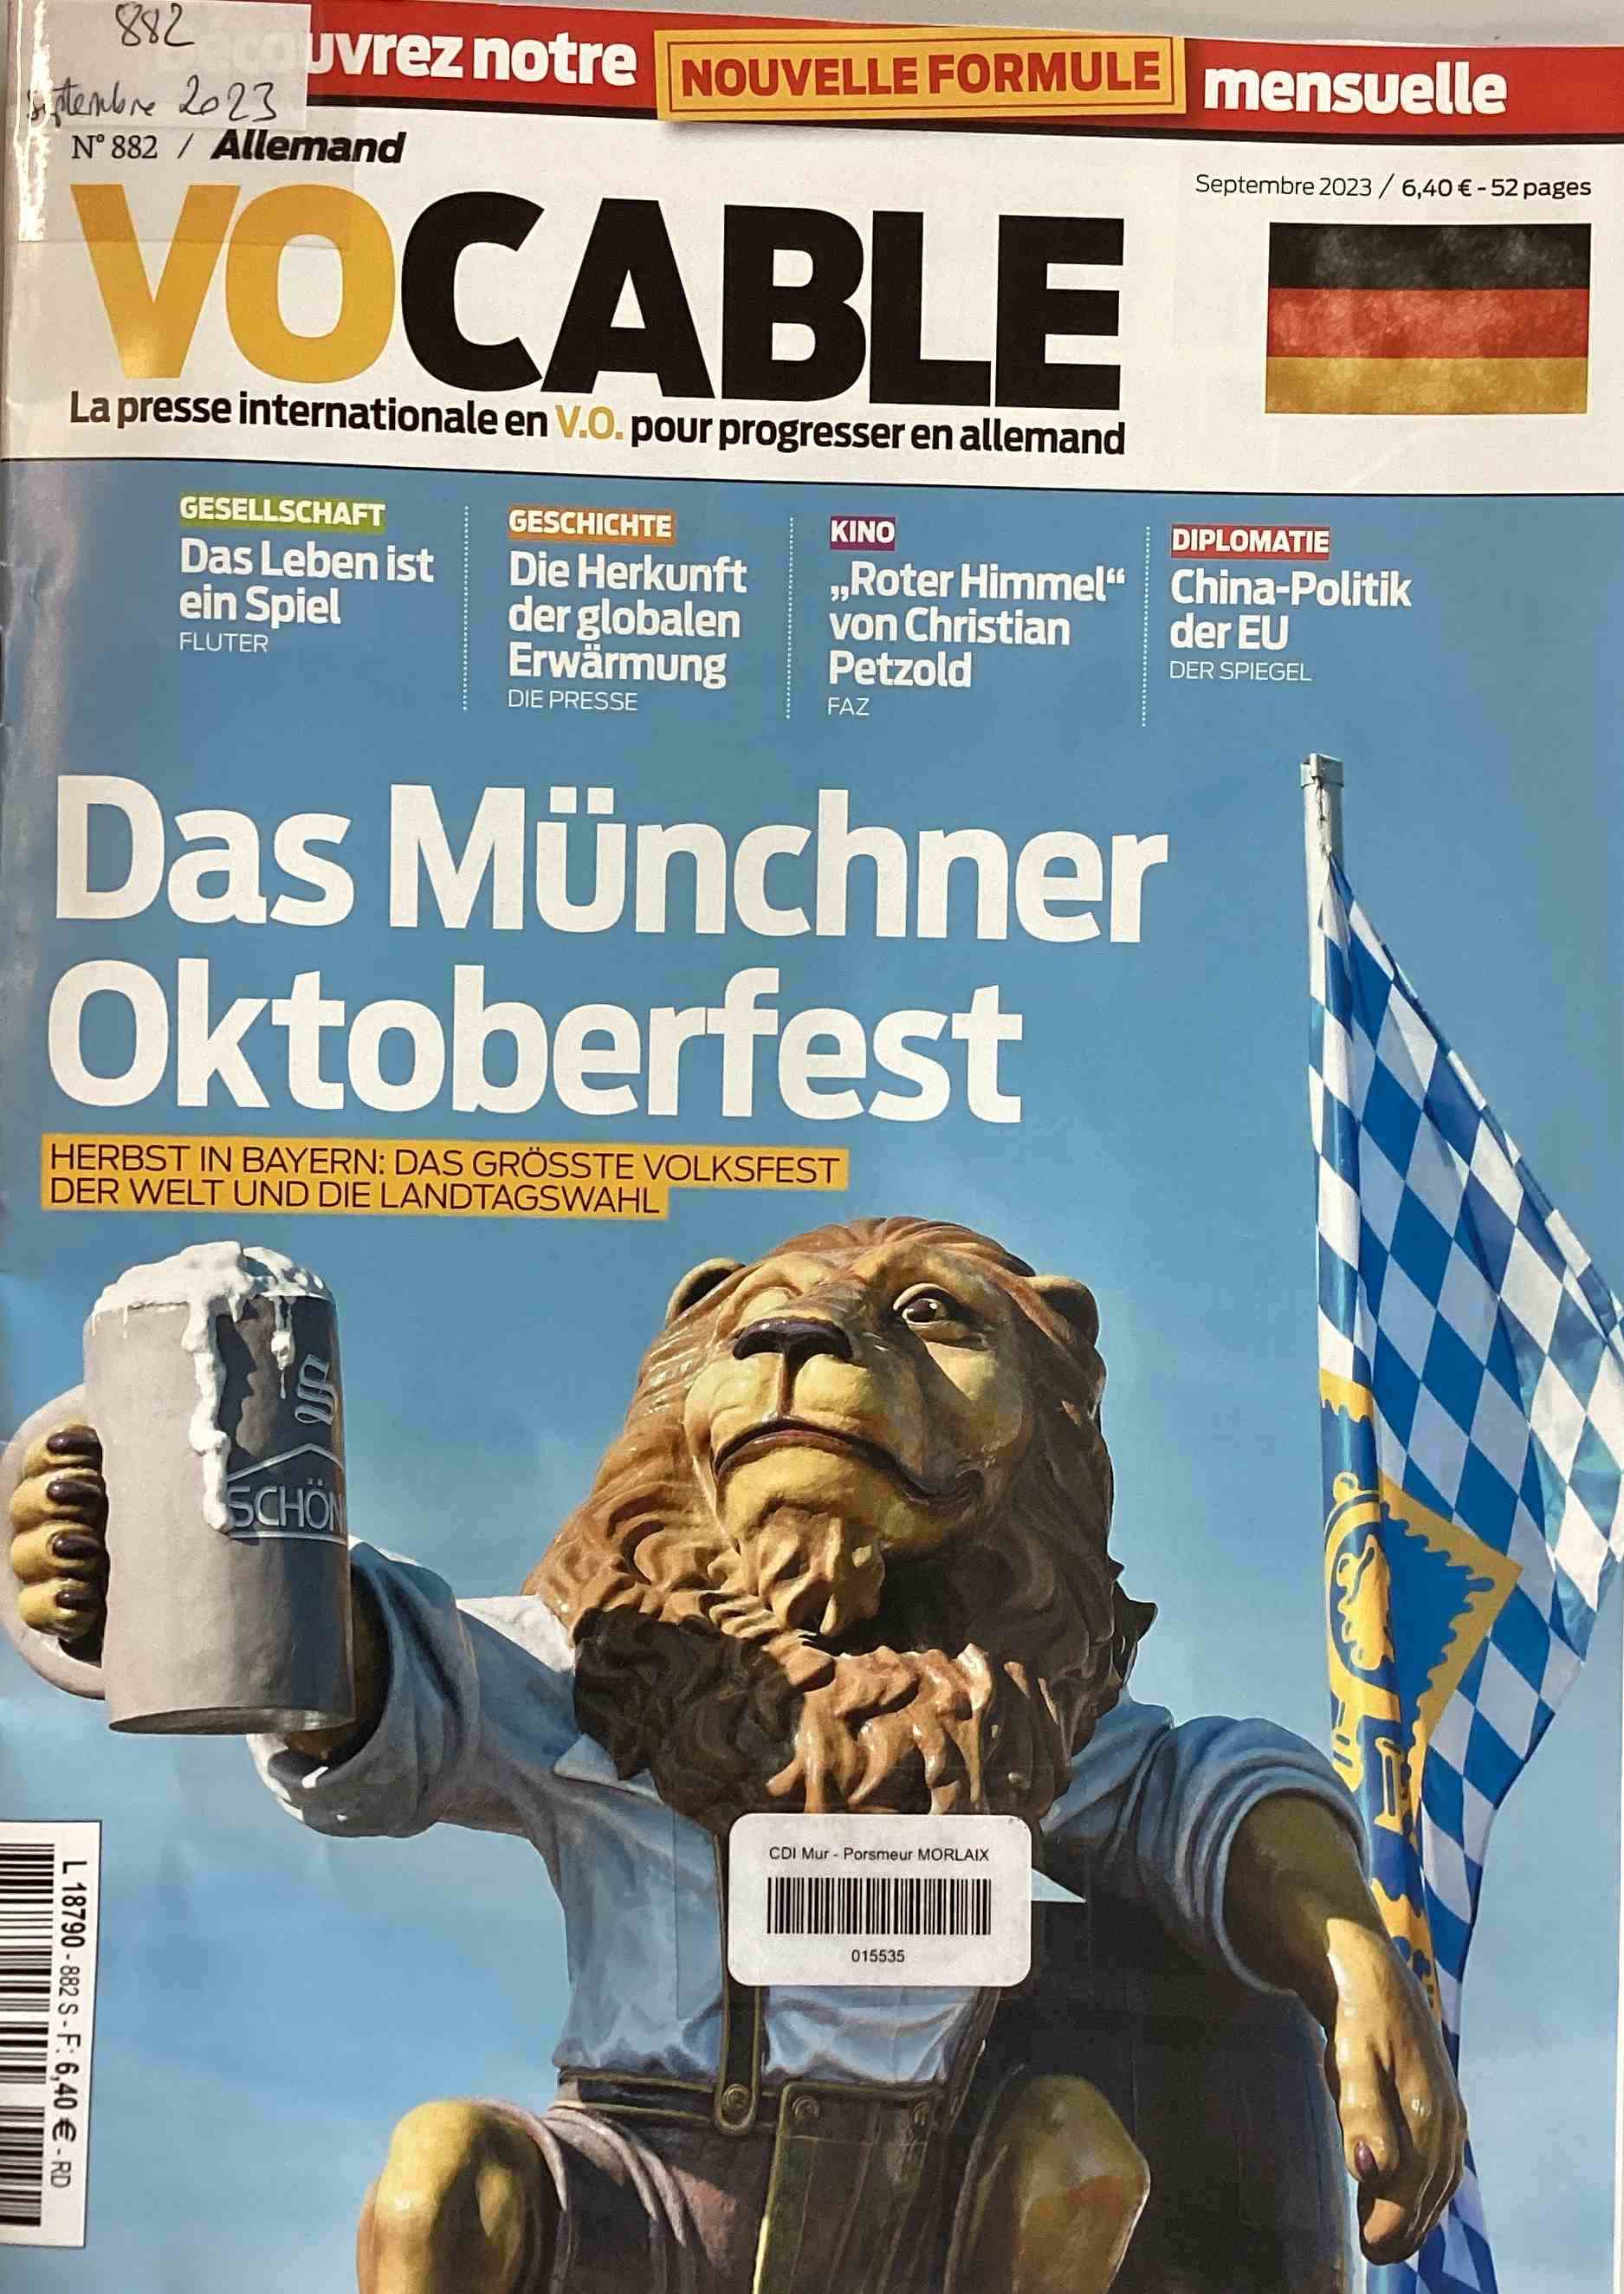 882
septembre 2023
Découvrez notre NOUVELLE FORMULE mensuelle
N° 882 / Allemand
Septembre 2023 / 6,40 € - 52 pages
VOCABLE
La presse internationale en V.O. pour progresser en allemand
GESELLSCHAFT
Das Leben ist
ein Spiel
FLUTER
GESCHICHTE
Die Herkunft
der globalen
Erwärmung
DIE PRESSE
KINO
„Roter Himmel“
von Christian
Petzold
FAZ
DIPLOMATIE
China-Politik
der EU
DER SPIEGEL
Das Münchner
Oktoberfest
HERBST IN BAYERN: DAS GRÖSSTE VOLKSFEST
DER WELT UND DIE LANDTAGSWAHL
S
SCHÖN
CDI Mur - Porsmeur MORLAIX
015535
L 18790 - 882 S - F: 6,40 € - RD